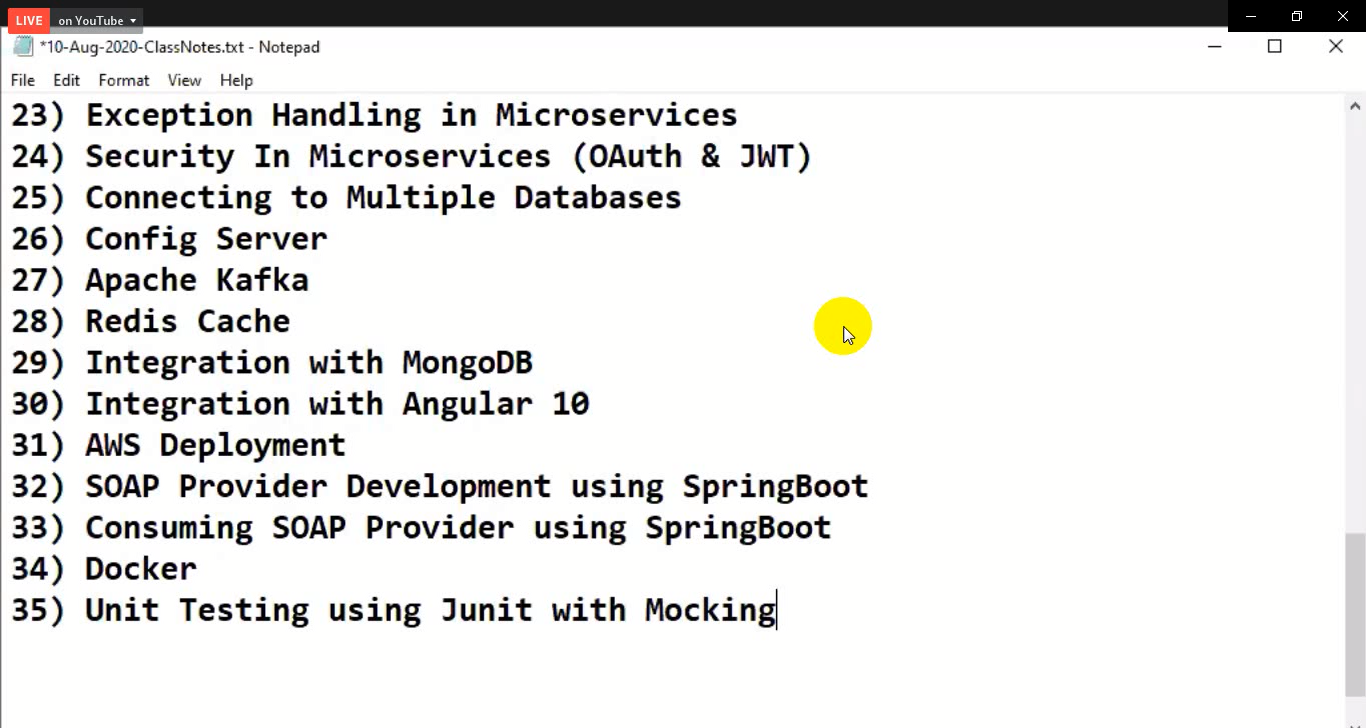 LIVE on YouTube
*10-Aug-2020-ClassNotes.txt - Notepad
File Edit Format View Help
23) Exception Handling in Microservices
24) Security In Microservices (OAuth & JWT)
25) Connecting to Multiple Databases
26) Config Server
27) Apache Kafka
28) Redis Cache
29) Integration with MongoDB
30) Integration with Angular 10
31) AWS Deployment
32) SOAP Provider Development using SpringBoot
33) Consuming SOAP Provider using SpringBoot
34) Docker
35) Unit Testing using Junit with Mocking